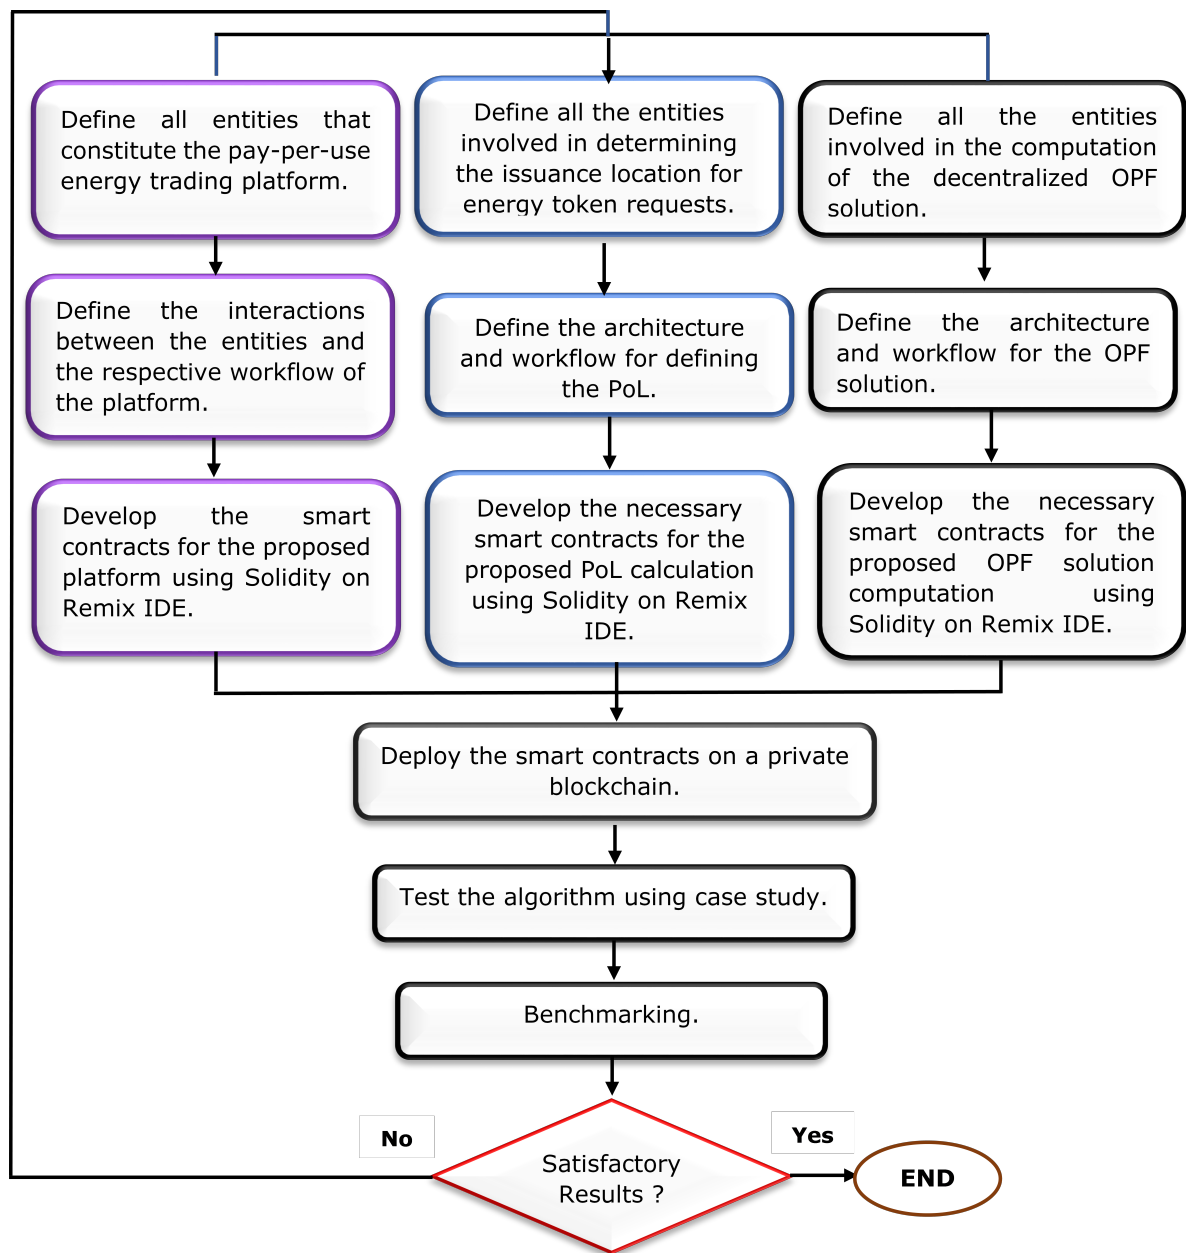 Define all entities that
constitute the pay-per-use
energy trading platform.
Define all the entities
involved in determining
the issuance location for
energy token requests.
Define all the entities
involved in the computation
of the decentralized OPF
solution.
Define the interactions
between the entities and
the respective workflow of
the platform.
Define the architecture
and workflow for defining
the PoL.
Define the architecture
and workflow for the OPF
solution.
Develop the smart
contracts for the proposed
platform using Solidity on
Remix IDE.
Develop the necessary
smart contracts for the
proposed PoL calculation
using Solidity on Remix
IDE.
Develop the necessary
smart contracts for the
proposed OPF solution
computation using
Solidity on Remix IDE.
Deploy the smart contracts on a private
blockchain.
Test the algorithm using case study.
Benchmarking.
No
Yes
Satisfactory
Results ?
END